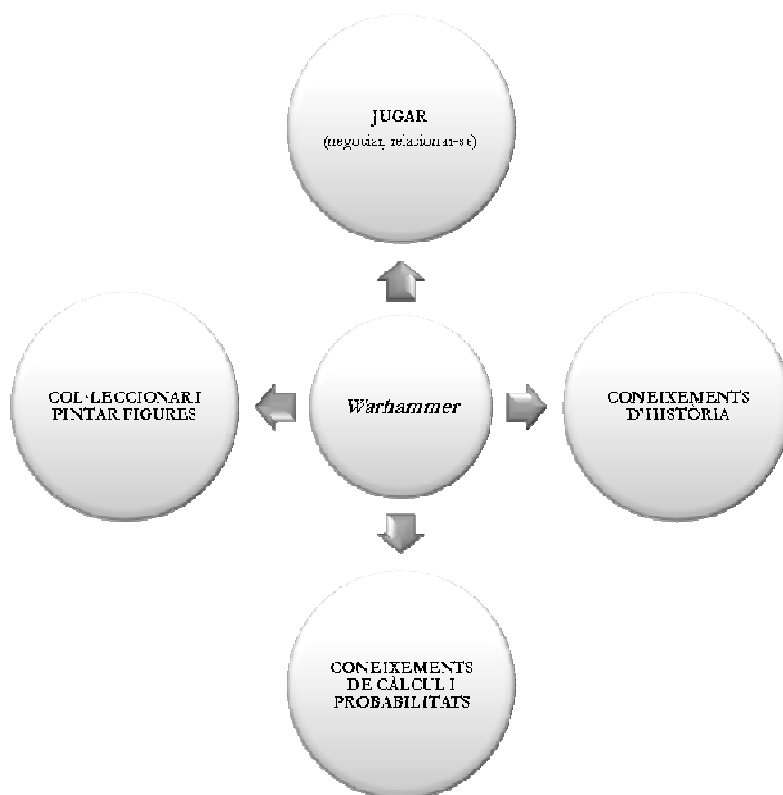 JUGAR
(negociar, relacionar-se)
COL·LECCIONAR I
PINTAR FIGURES
Warhammer
CONEIXEMENTS
D'HISTÒRIA
CONEIXEMENTS
DE CÀLCUL I
PROBABILITATS